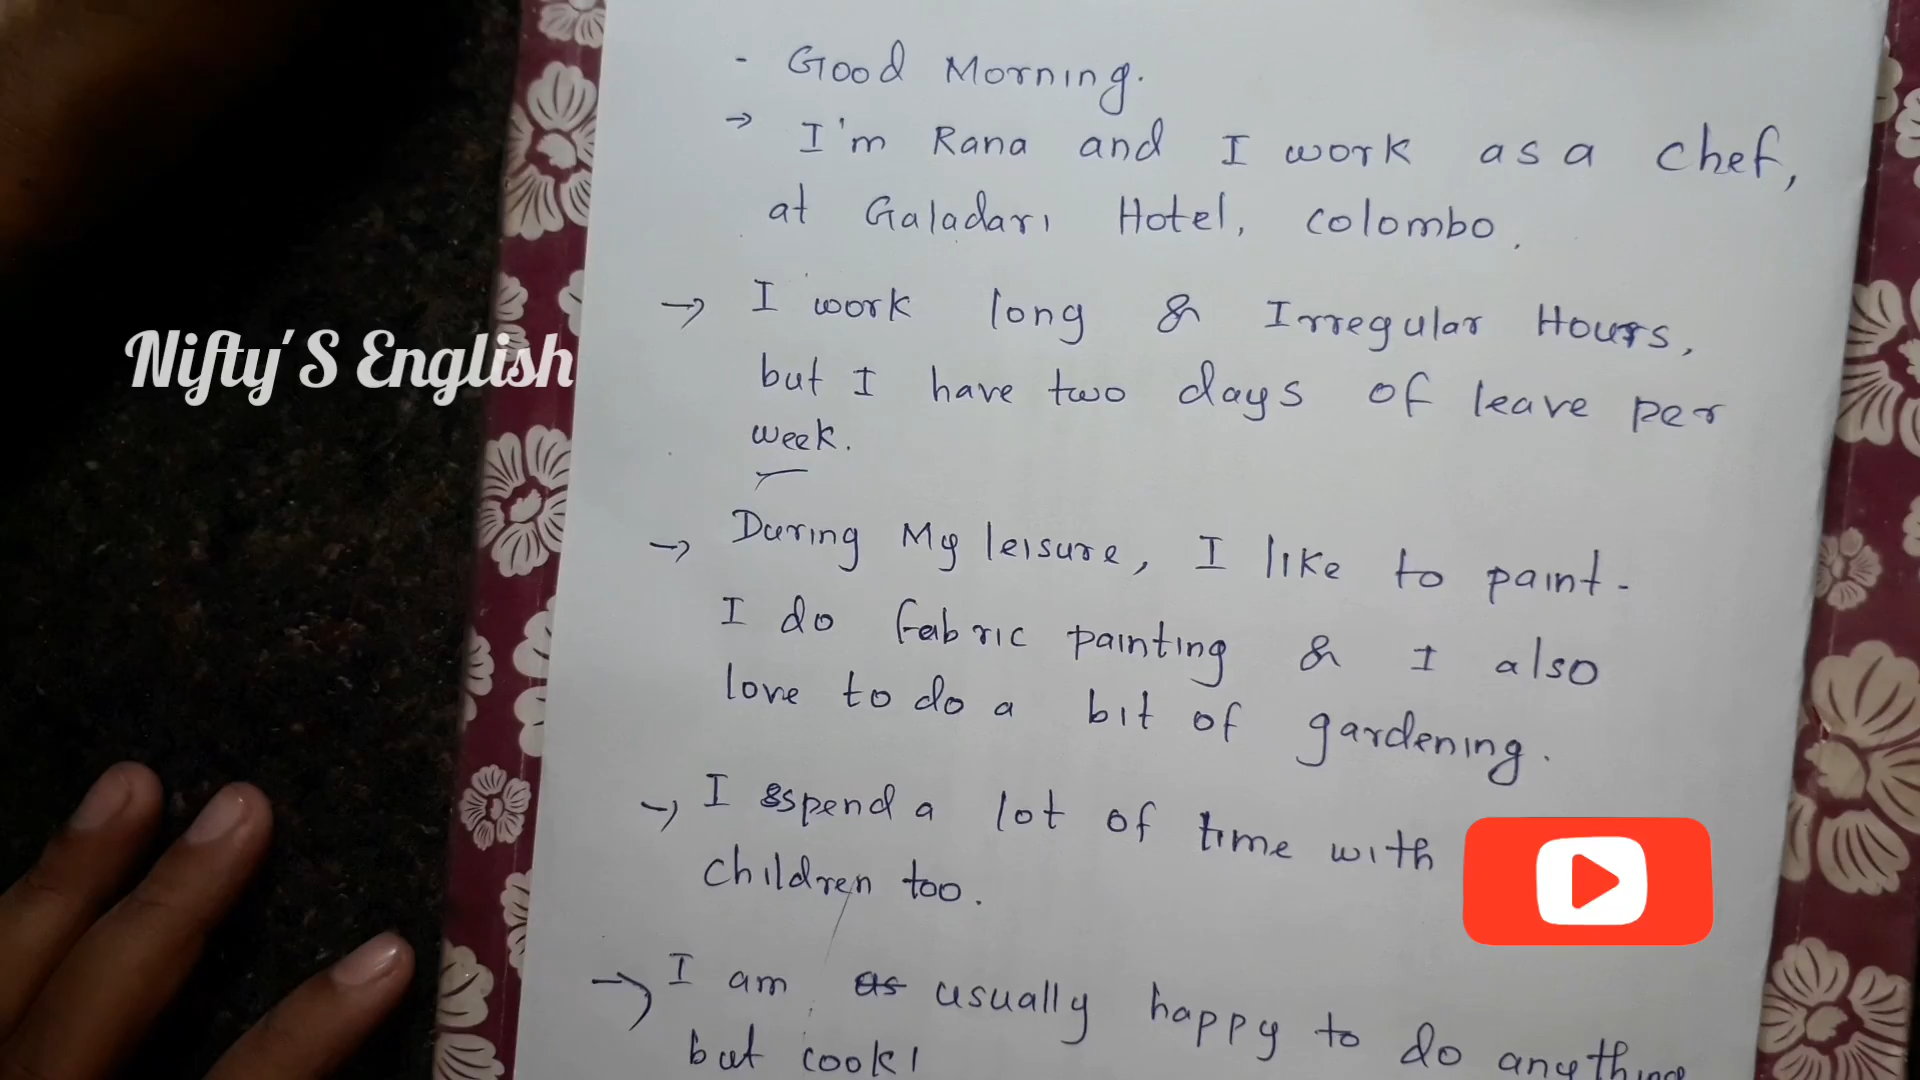 - Good Morning.
→ I'm Rana and I work as a chef,
at Galadari Hotel, colombo.
→ I work long & Irregular Hours,
but I have two days of leave per
week.
Nifty'S English
→ During My leisure, I like to paint -
I do fabric painting & I also
love to do a bit of gardening.
→ I spend a lot of time with
children too.
→ I am as usually happy to do anything
but cook!